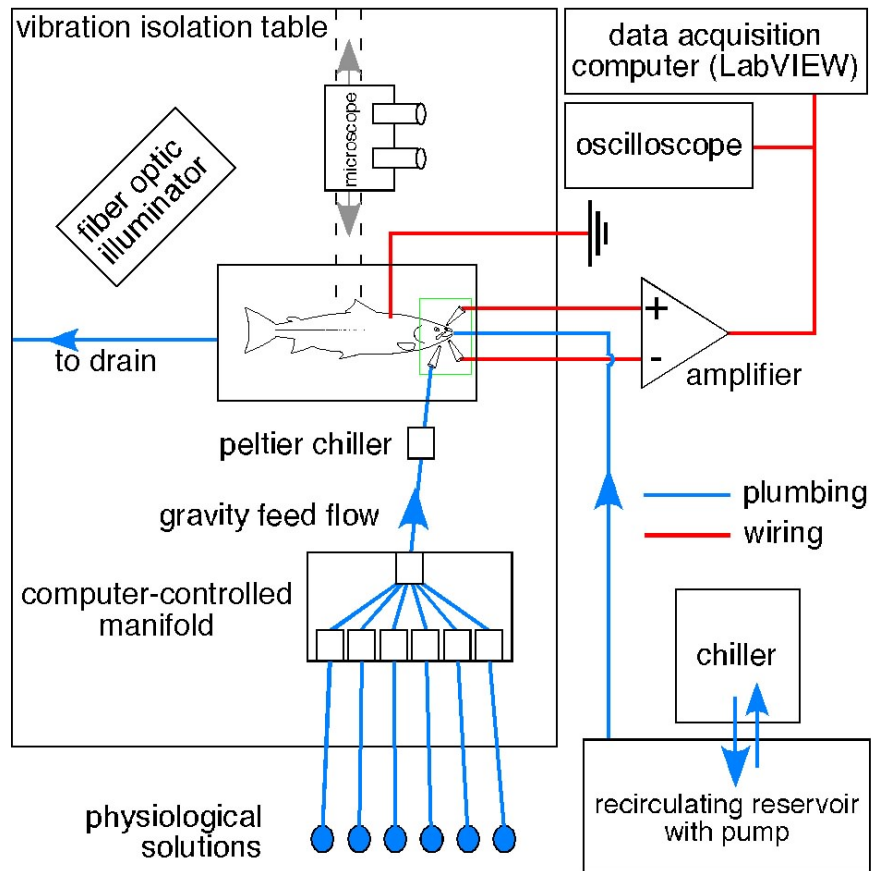 vibration isolation table
data acquisition
computer (LabVIEW)
oscilloscope
microscope
fiber optic
illuminator
+
-
to drain
amplifier
peltier chiller
plumbing
gravity feed flow
wiring
computer-controlled
manifold
chiller
recirculating reservoir
with pump
physiological
solutions